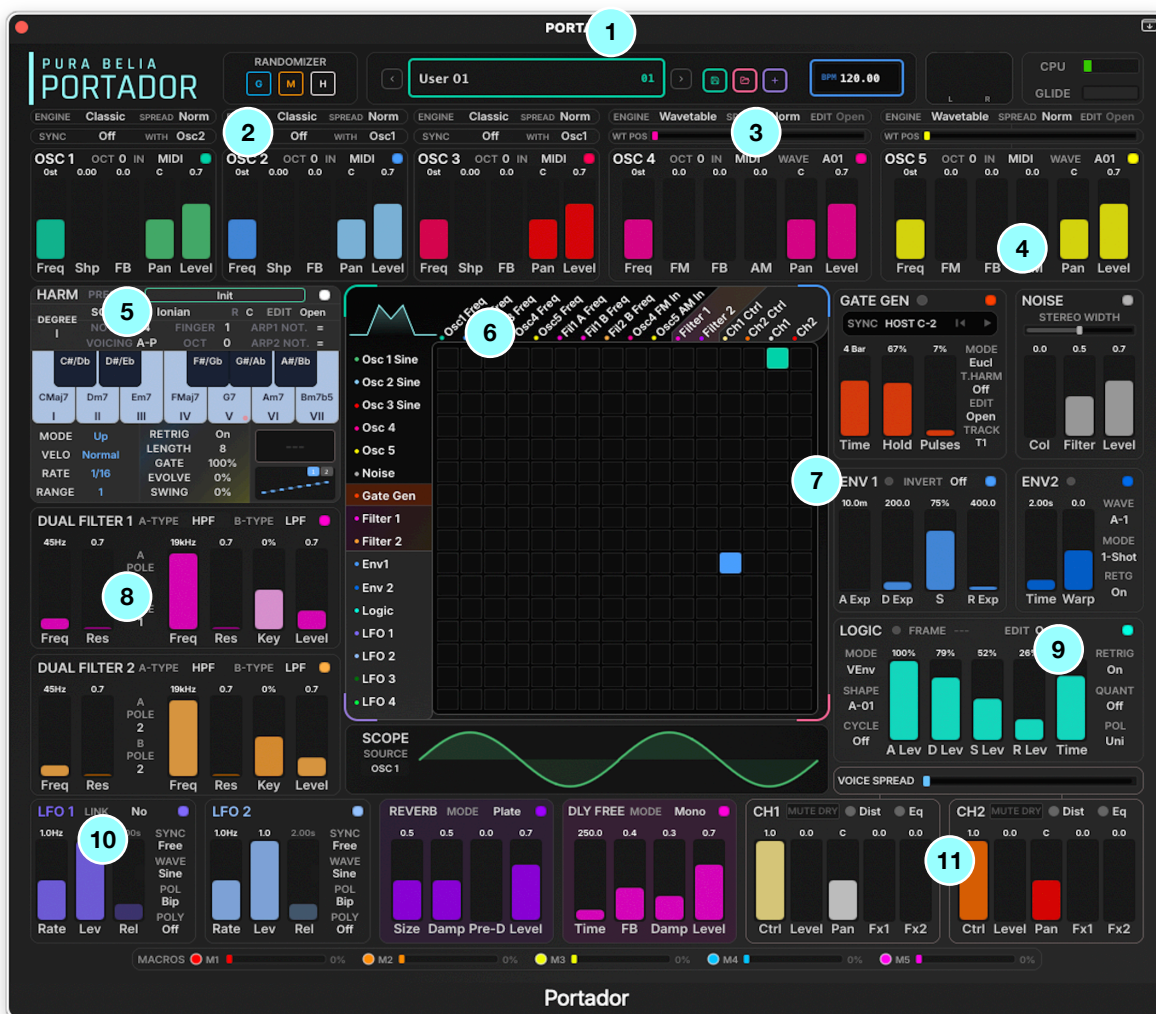 PORTA
1
PURA BELIA
PORTADOR
RANDOMIZER
G M H
‹ User 01 01 ›
+
BPM 120.00
L R
CPU
GLIDE
ENGINE Classic SPREAD Norm
SYNC Off WITH Osc2
OSC 1 OCT 0 IN MIDI
0st 0.00 0.0 C 0.7
Freq Shp FB Pan Level
2
Classic SPREAD Norm
Off WITH Osc1
OSC 2 OCT 0 IN MIDI
0st 0.00 0.0 C 0.7
Freq Shp FB Pan Level
ENGINE Classic SPREAD Norm
SYNC Off WITH Osc1
OSC 3 OCT 0 IN MIDI
0st 0.00 0.0 C 0.7
Freq Shp FB Pan Level
ENGINE Wavetable Norm EDIT Open
3
WT POS
OSC 4 OCT 0 IN MIDI WAVE A01
0st 0.0 0.0 0.0 C 0.7
Freq FM FB AM Pan Level
ENGINE Wavetable SPREAD Norm EDIT Open
WT POS
OSC 5 OCT 0 IN MIDI WAVE A01
0st 0.0 0.0 0.0 C 0.7
4
Freq FM FB Pan Level
HARM Init
5
DEGREE Ionian R C EDIT Open
I
FINGER 1 ARP1 NOT. =
VOICING A-P OCT 0 ARP2 NOT. =
C#/Db D#/Eb F#/Gb G#/Ab A#/Bb
CMaj7 Dm7 Em7 FMaj7 G7 Am7 Bm7b5
I II III IV V VI VII
MODE Up RETRIG On
---
VELO Normal LENGTH 8
GATE 100%
RATE 1/16 EVOLVE 0%
1 2
RANGE 1 SWING 0%
DUAL FILTER 1 A-TYPE HPF B-TYPE LPF
45Hz 0.7 19kHz 0.7 0% 0.7
A
POLE
8
1
Freq Res Freq Res Key Level
DUAL FILTER 2 A-TYPE HPF B-TYPE LPF
45Hz 0.7 19kHz 0.7 0% 0.7
A
POLE
2
B
POLE
2
Freq Res Freq Res Key Level
6
Osc1 Freq
Osc4 Freq
Osc5 Freq
Fil1 A Freq
Fil1 B Freq
Fil2 B Freq
Osc4 FM In
Osc5 AM In
Filter 1
Filter 2
Ch1 Ctrl
Ch2 Ctrl
Ch1
Ch2
Osc 1 Sine
Osc 2 Sine
Osc 3 Sine
Osc 4
Osc 5
Noise
Gate Gen
Filter 1
Filter 2
Env1
Env 2
Logic
LFO 1
LFO 2
LFO 3
LFO 4
7
SCOPE
SOURCE
OSC 1
GATE GEN
SYNC HOST C-2
4 Bar 67% 7%
MODE
Eucl
T.HARM
Off
EDIT
Open
TRACK
T1
Time Hold Pulses
NOISE
STEREO WIDTH
0.0 0.5 0.7
Col Filter Level
ENV 1 INVERT Off
10.0m 200.0 75% 400.0
A Exp D Exp S R Exp
ENV2
2.00s 0.0
WAVE
A-1
MODE
1-Shot
RETG
On
Time Warp
LOGIC FRAME --- EDIT
9
MODE
VEnv
SHAPE
A-01
CYCLE
Off
100% 79% 52%
A Lev D Lev S Lev R Lev Time
RETRIG
On
QUANT
Off
POL
Uni
VOICE SPREAD
LFO 1 LINK No
10
1.0Hz
SYNC
Free
WAVE
Sine
POL
Bip
POLY
Off
Rate Lev Rel
LFO 2
1.0Hz 1.0 2.00s
SYNC
Free
WAVE
Sine
POL
Bip
POLY
Off
Rate Lev Rel
REVERB MODE Plate
0.5 0.5 0.0 0.7
Size Damp Pre-D Level
DLY FREE MODE Mono
250.0 0.4 0.3 0.7
Time FB Damp Level
CH1 MUTE DRY Dist Eq
1.0 0.0 C 0.0 0.0
Ctrl Level Pan Fx1 Fx2
CH2 MUTE DRY Dist Eq
1.0 0.0 C 0.0 0.0
11
Ctrl Level Pan Fx1 Fx2
MACROS M1 0% M2 0% M3 0% M4 0% M5 0%
Portador